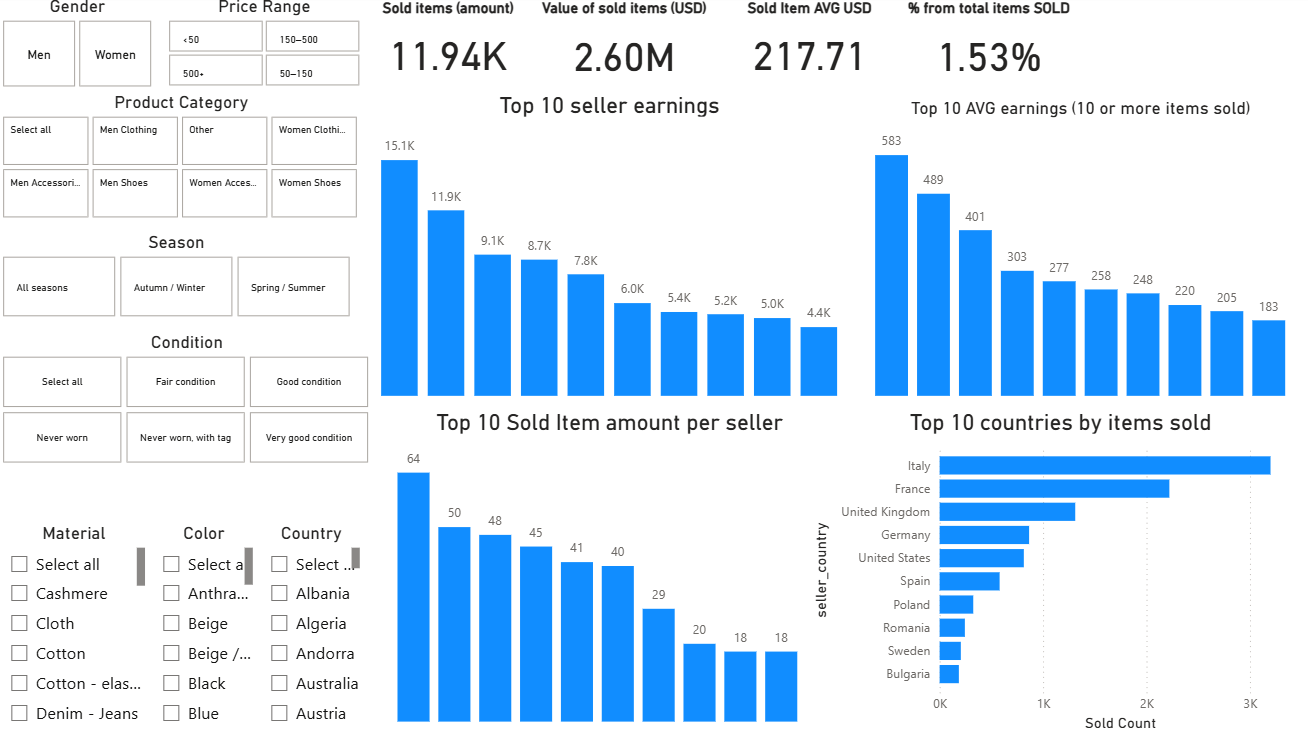 Gender
Men
Women
Price Range
<50
150–500
500+
50–150
Product Category
Select all
Men Clothing
Other
Women Clothi...
Men Accessori...
Men Shoes
Women Acces...
Women Shoes
Season
All seasons
Autumn / Winter
Spring / Summer
Condition
Select all
Fair condition
Good condition
Never worn
Never worn, with tag
Very good condition
Material
Select all
Cashmere
Cloth
Cotton
Cotton - elas...
Denim - Jeans
Color
Select a
Anthra...
Beige
Beige /...
Black
Blue
Country
Select ...
Albania
Algeria
Andorra
Australia
Austria
Sold items (amount)
11.94K
Value of sold items (USD)
2.60M
Sold Item AVG USD
217.71
% from total items SOLD
1.53%
Top 10 seller earnings
15.1K
11.9K
9.1K
8.7K
7.8K
6.0K
5.4K
5.2K
5.0K
4.4K
Top 10 AVG earnings (10 or more items sold)
583
489
401
303
277
258
248
220
205
183
Top 10 Sold Item amount per seller
64
50
48
45
41
40
29
20
18
18
Top 10 countries by items sold
seller_country
Italy
France
United Kingdom
Germany
United States
Spain
Poland
Romania
Sweden
Bulgaria
0K
1K
2K
3K
Sold Count